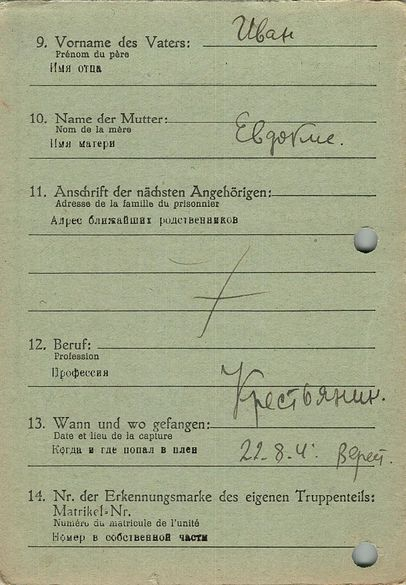 9. Vorname des Vaters: Иван
Prénom du père
Имя отца
10. Name der Mutter:
Nom de la mère
Имя матери
11. Anschrift der nächsten Angehörigen:
Adresse de la famille du prisonnier
Адрес ближайших родственников
12. Beruf:
Profession
Профессия
Крестьянин.
13. Wann und wo gefangen:
Date et lieu de la capture
Когда и где попал в плен
22-8-4
14. Nr. der Erkennungsmarke des eigenen Truppenteils:
Matrikel-Nr.
Numéro du matricule de l'unité
Номер в собственной части